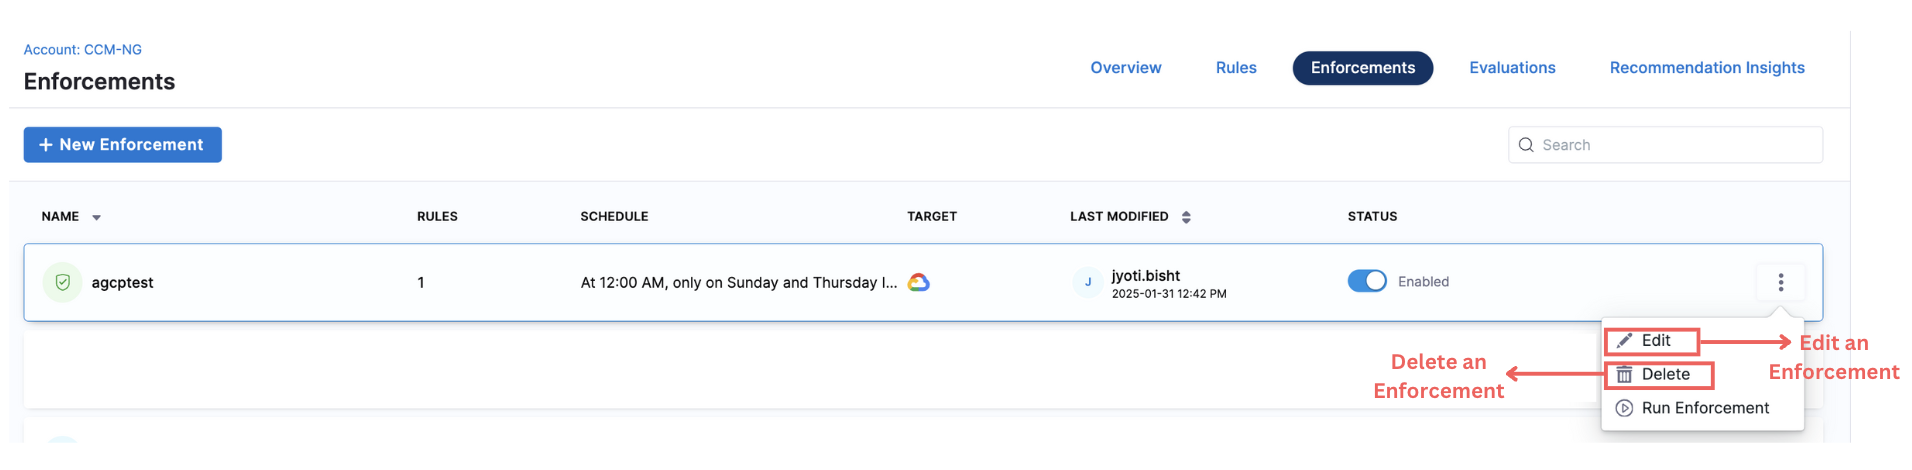 Account: CCM-NG
Enforcements
Overview Rules Enforcements Evaluations Recommendation Insights
+ New Enforcement
Search
NAME RULES SCHEDULE TARGET LAST MODIFIED STATUS
agcptest 1 At 12:00 AM, only on Sunday and Thursday I... J jyoti.bisht Enabled
2025-01-31 12:42 PM
Edit
Delete
Run Enforcement
Edit an
Enforcement
Delete an
Enforcement